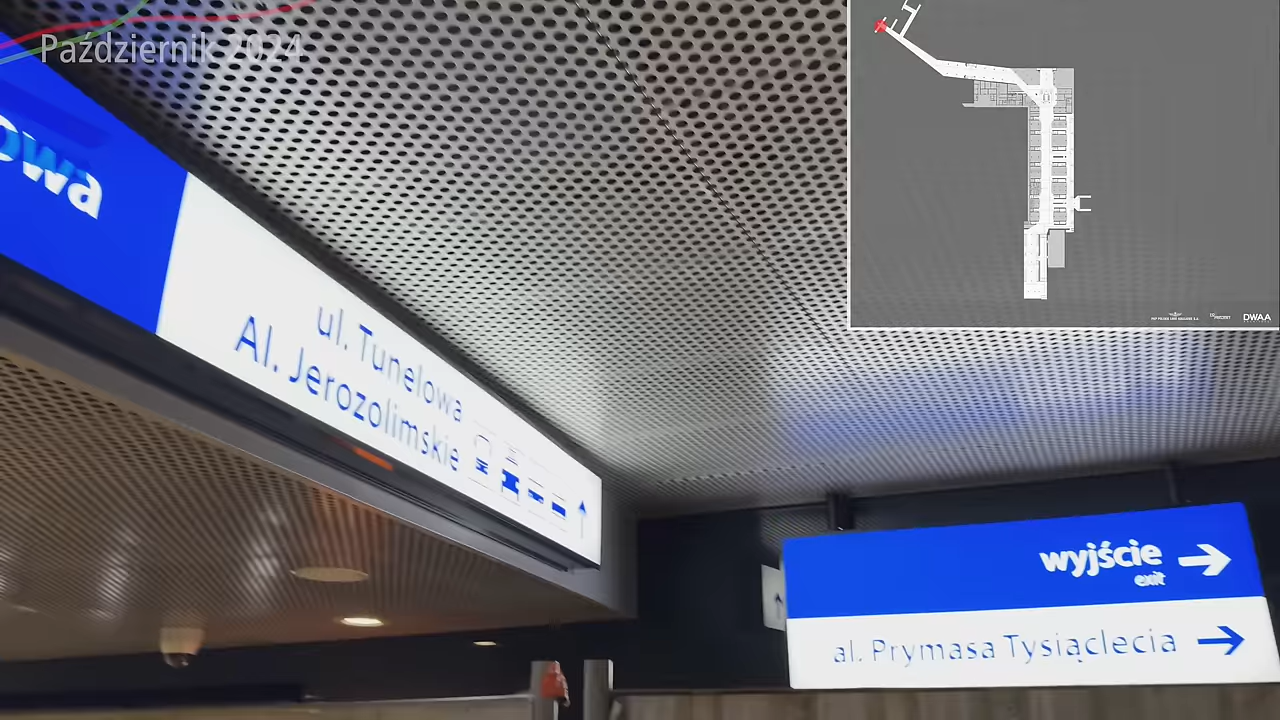 Październik 2024
owa
ul. Tunelowa
Al. Jerozolimskie
wyjście
exit
al. Prymasa Tysiąclecia
DWAA